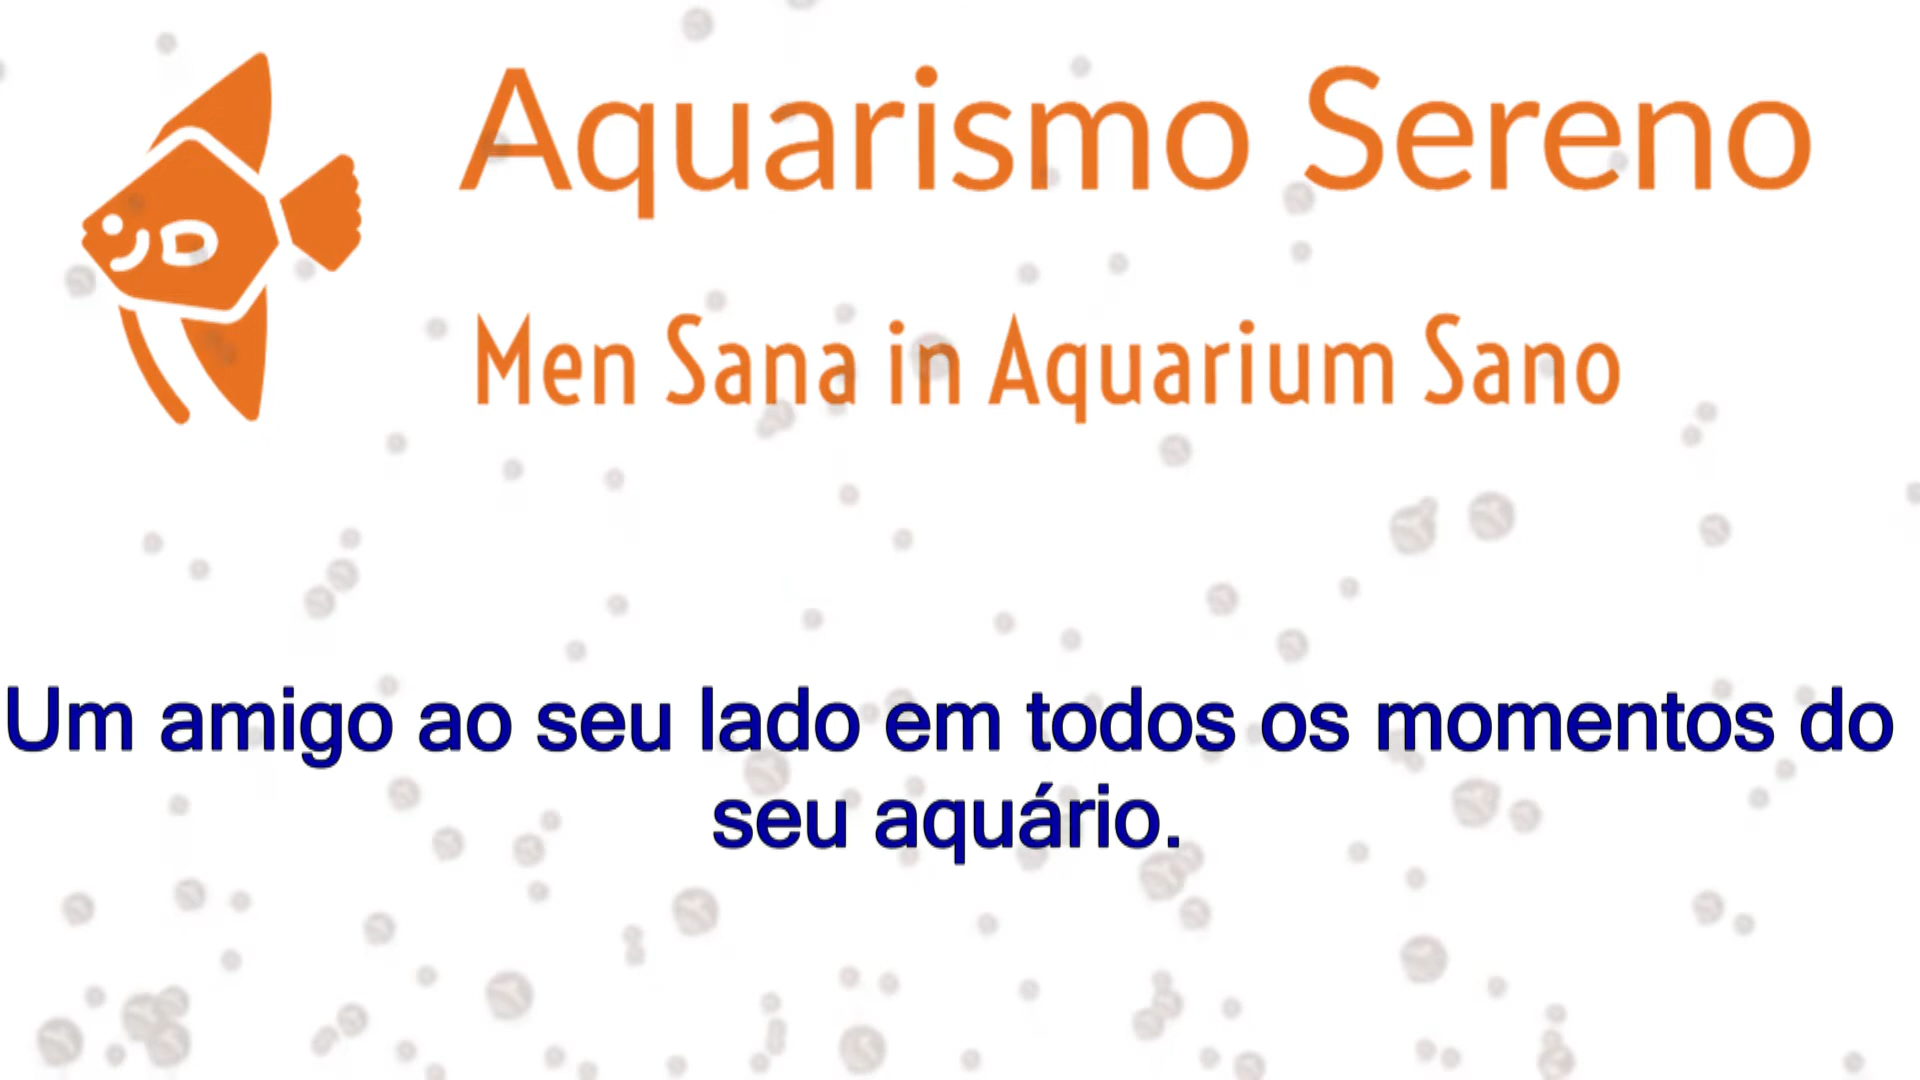 Aquarismo Sereno
Men Sana in Aquarium Sano
Um amigo ao seu lado em todos os momentos do
seu aquário.